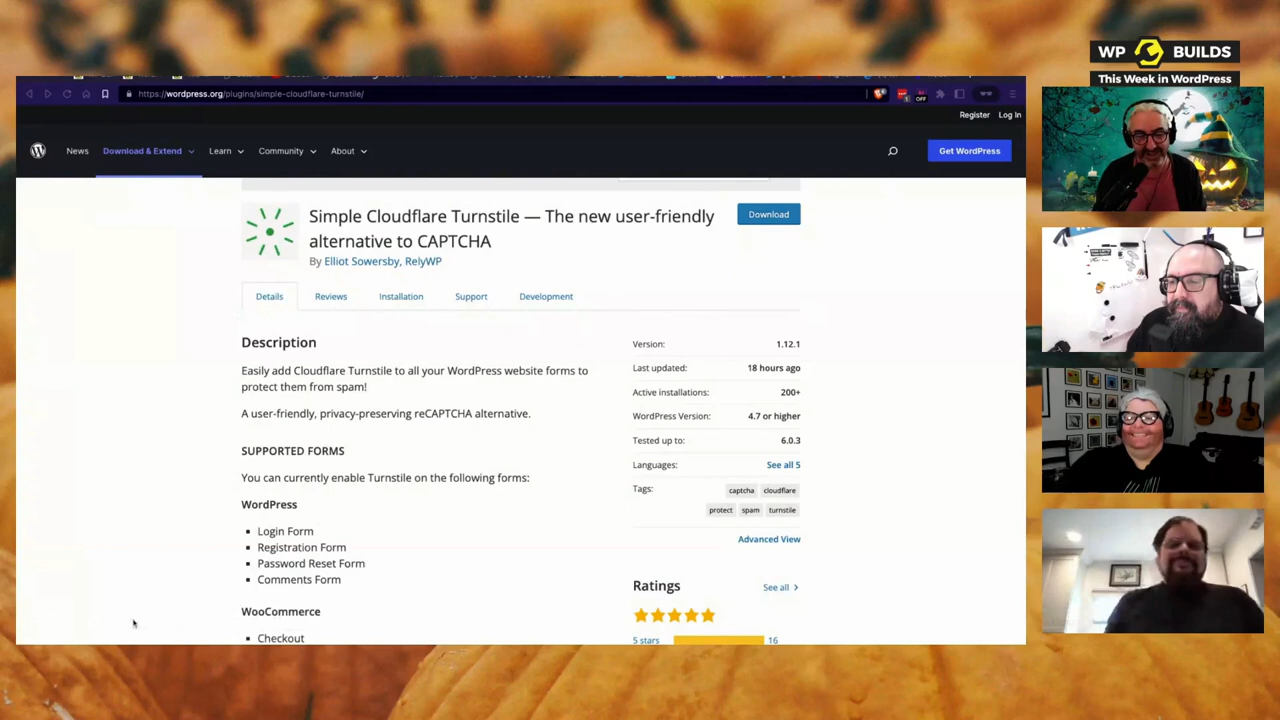 WP BUILDS
This Week in WordPress
https://wordpress.org/plugins/simple-cloudflare-turnstile/
1
OFF
Register Log In
News Download & Extend Learn Community About
Get WordPress
Simple Cloudflare Turnstile — The new user-friendly
alternative to CAPTCHA
Download
By Elliot Sowersby, RelyWP
Details Reviews Installation Support Development
Description
Easily add Cloudflare Turnstile to all your WordPress website forms to
protect them from spam!
A user-friendly, privacy-preserving reCAPTCHA alternative.
SUPPORTED FORMS
You can currently enable Turnstile on the following forms:
WordPress
Login Form
Registration Form
Password Reset Form
Comments Form
WooCommerce
Checkout
Version: 1.12.1
Last updated: 18 hours ago
Active installations: 200+
WordPress Version: 4.7 or higher
Tested up to: 6.0.3
Languages: See all 5
Tags: captcha cloudflare
protect spam turnstile
Advanced View
Ratings See all
5 stars 16